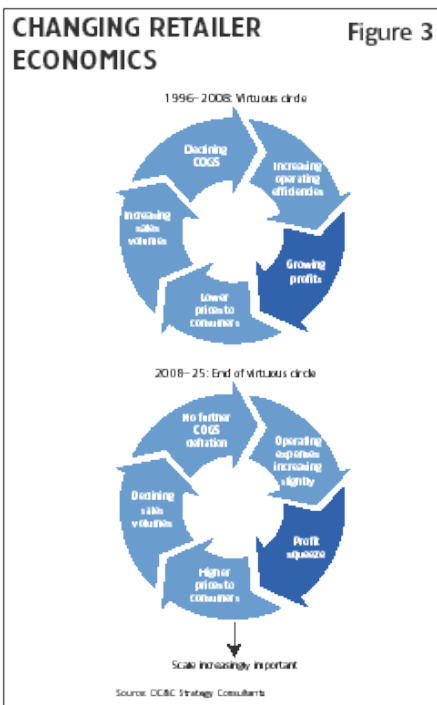 CHANGING RETAILER
ECONOMICS
Figure 3
1996–2008: Virtuous circle
Declining
COGS
Increasing
operating
efficiencies
Growing
profits
Lower
prices to
consumers
Increasing
sales
volumes
2008–25: End of virtuous circle
No further
COGS
deflation
Operating
expenses
increasing
slightly
Profit
squeeze
Higher
prices to
consumers
Declining
sales
volumes
Scale increasingly important
Source: OC&C Strategy Consultants